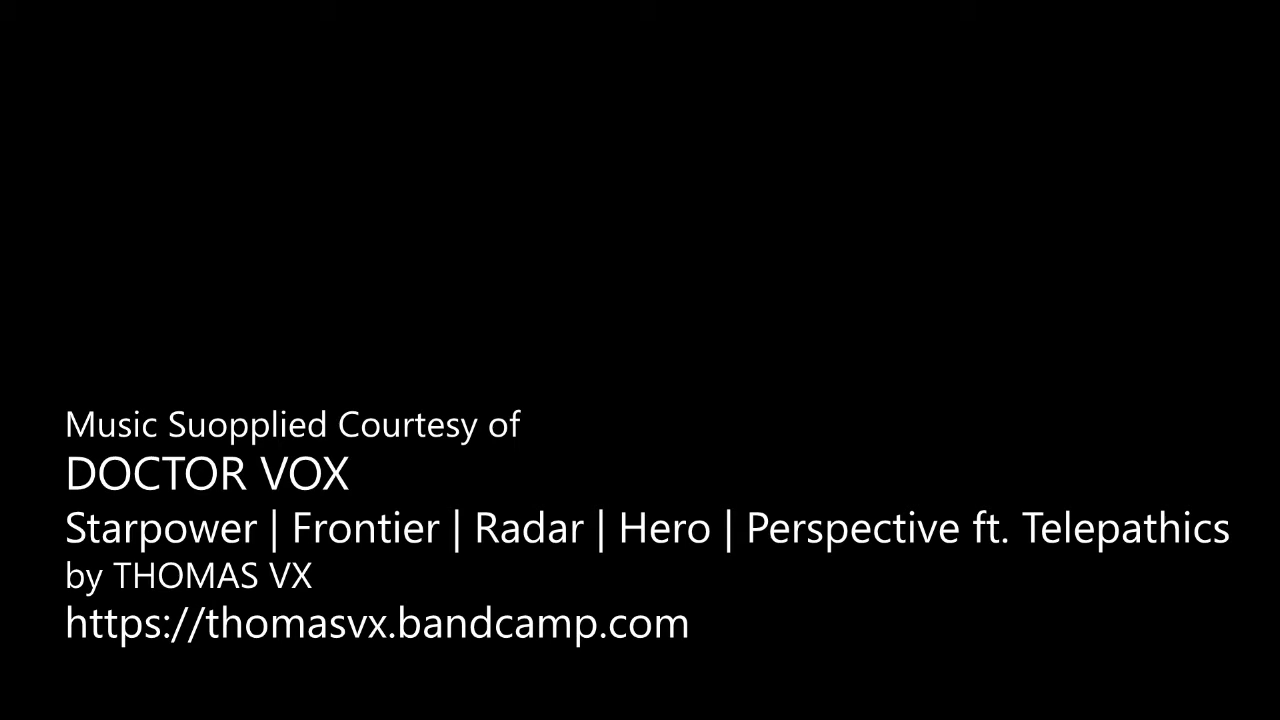 Music Suopplied Courtesy of
DOCTOR VOX
Starpower | Frontier | Radar | Hero | Perspective ft. Telepathics
by THOMAS VX
https://thomasvx.bandcamp.com